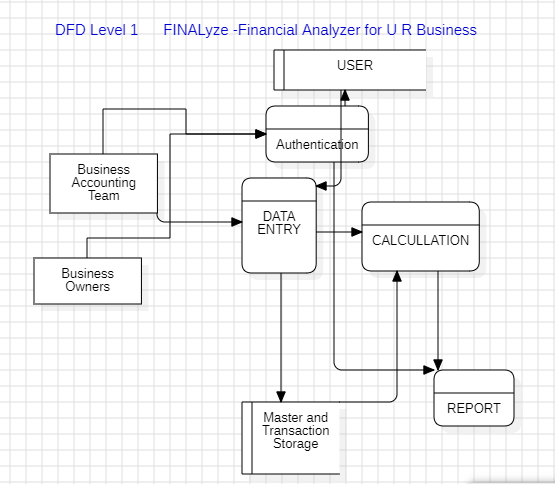 DFD Level 1 FINALyze -Financial Analyzer for U R Business
USER
Authentication
Business
Accounting
Team
DATA
ENTRY
CALCULLATION
Business
Owners
REPORT
Master and
Transaction
Storage